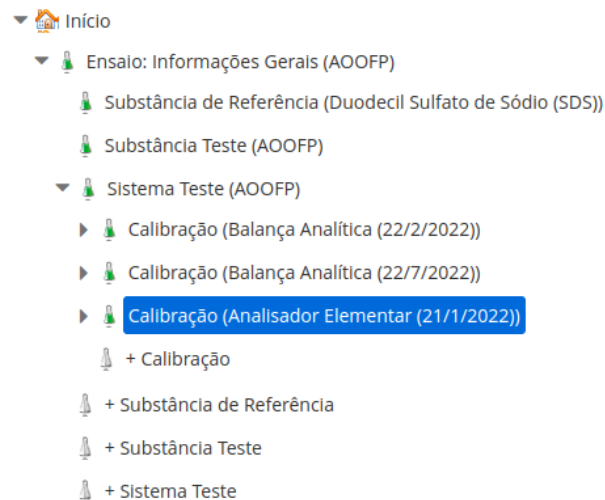 Início
Ensaio: Informações Gerais (AOOFP)
Substância de Referência (Duodecil Sulfato de Sódio (SDS))
Substância Teste (AOOFP)
Sistema Teste (AOOFP)
Calibração (Balança Analítica (22/2/2022))
Calibração (Balança Analítica (22/7/2022))
Calibração (Analisador Elementar (21/1/2022))
+ Calibração
+ Substância de Referência
+ Substância Teste
+ Sistema Teste